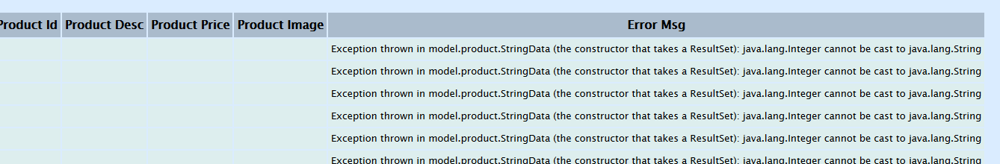 Product Id Product Desc Product Price Product Image Error Msg
Exception thrown in model.product.StringData (the constructor that takes a ResultSet): java.lang.Integer cannot be cast to java.lang.String
Exception thrown in model.product.StringData (the constructor that takes a ResultSet): java.lang.Integer cannot be cast to java.lang.String
Exception thrown in model.product.StringData (the constructor that takes a ResultSet): java.lang.Integer cannot be cast to java.lang.String
Exception thrown in model.product.StringData (the constructor that takes a ResultSet): java.lang.Integer cannot be cast to java.lang.String
Exception thrown in model.product.StringData (the constructor that takes a ResultSet): java.lang.Integer cannot be cast to java.lang.String
Exception thrown in model.product.StringData (the constructor that takes a ResultSet): java.lang.Integer cannot be cast to java.lang.String